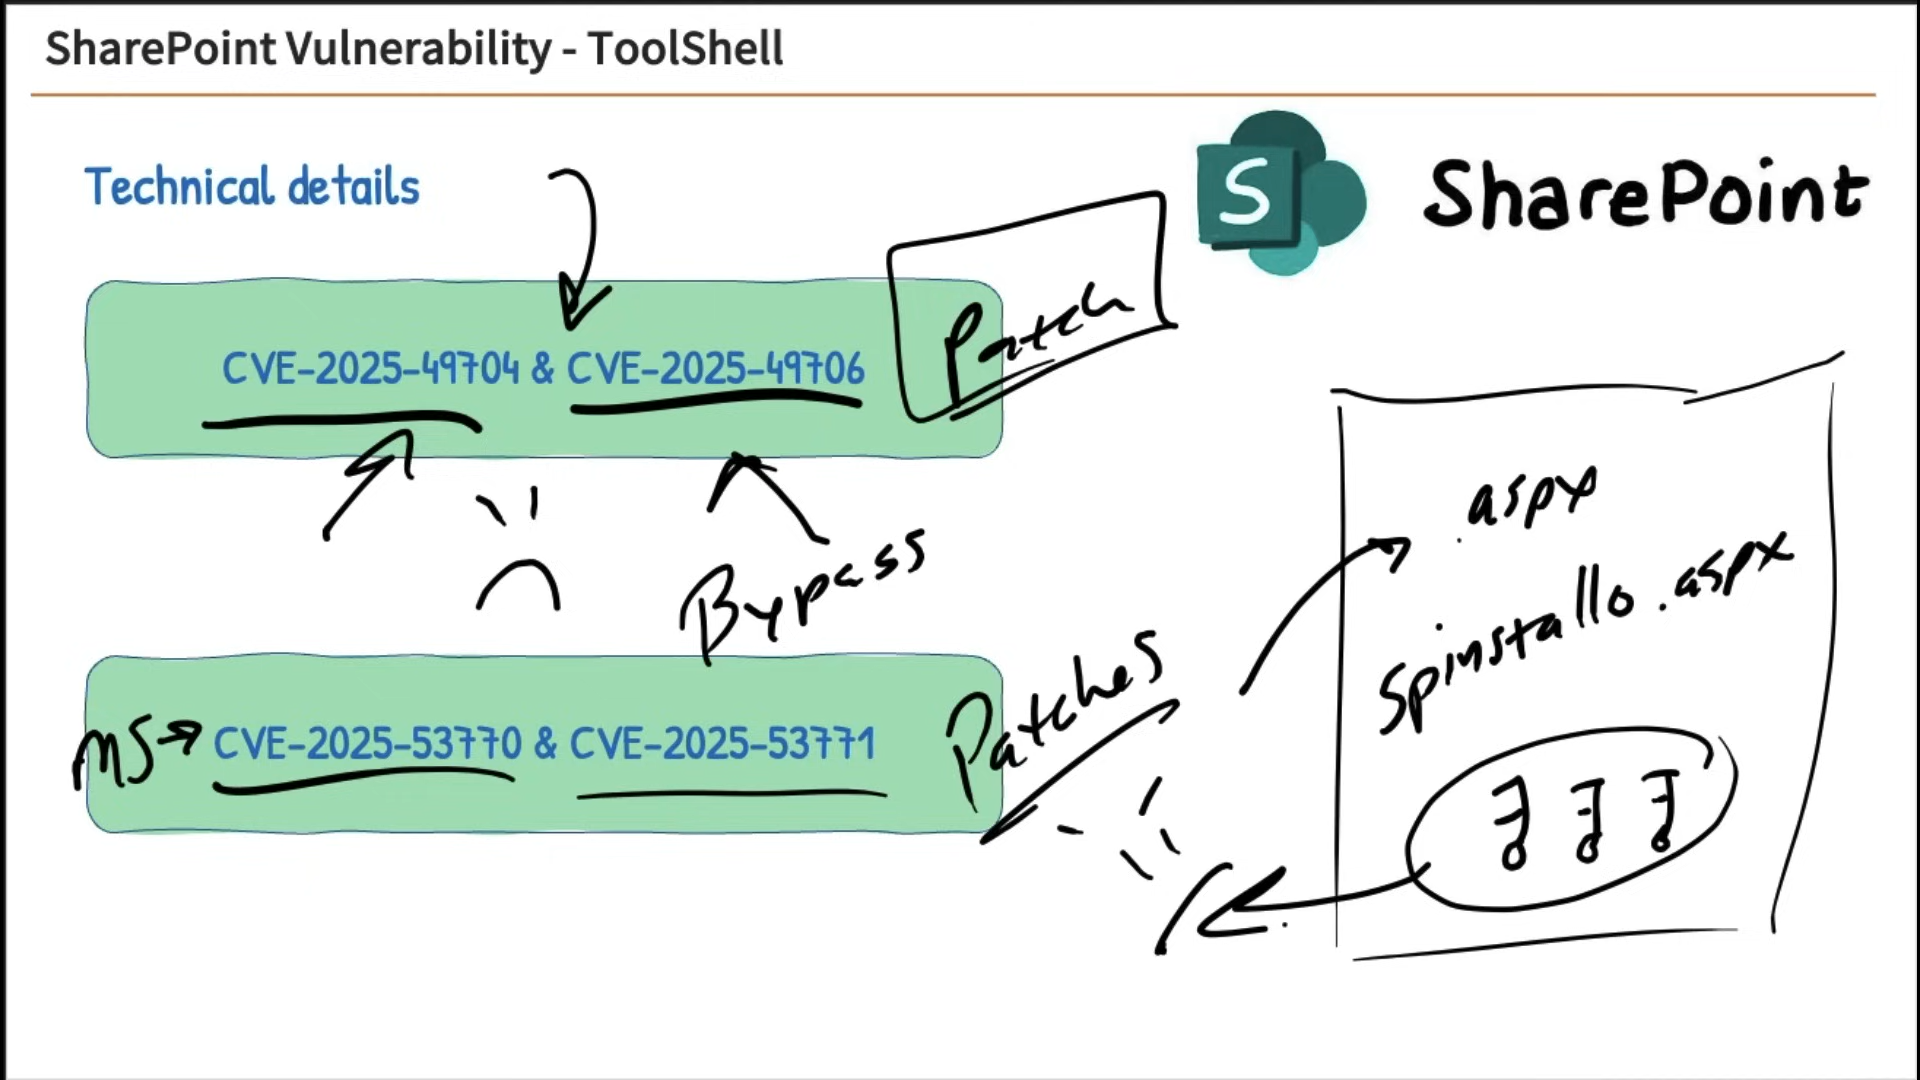 SharePoint Vulnerability - ToolShell
Technical details
S
SharePoint
CVE-2025-49704 & CVE-2025-49706
Patch
Bypass
MS → CVE-2025-53770 & CVE-2025-53771
Patches
.aspx
spinstall0.aspx